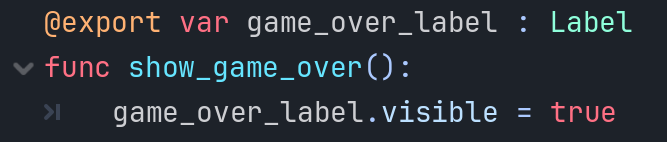 @export var game_over_label : Label
func show_game_over():
game_over_label.visible = true